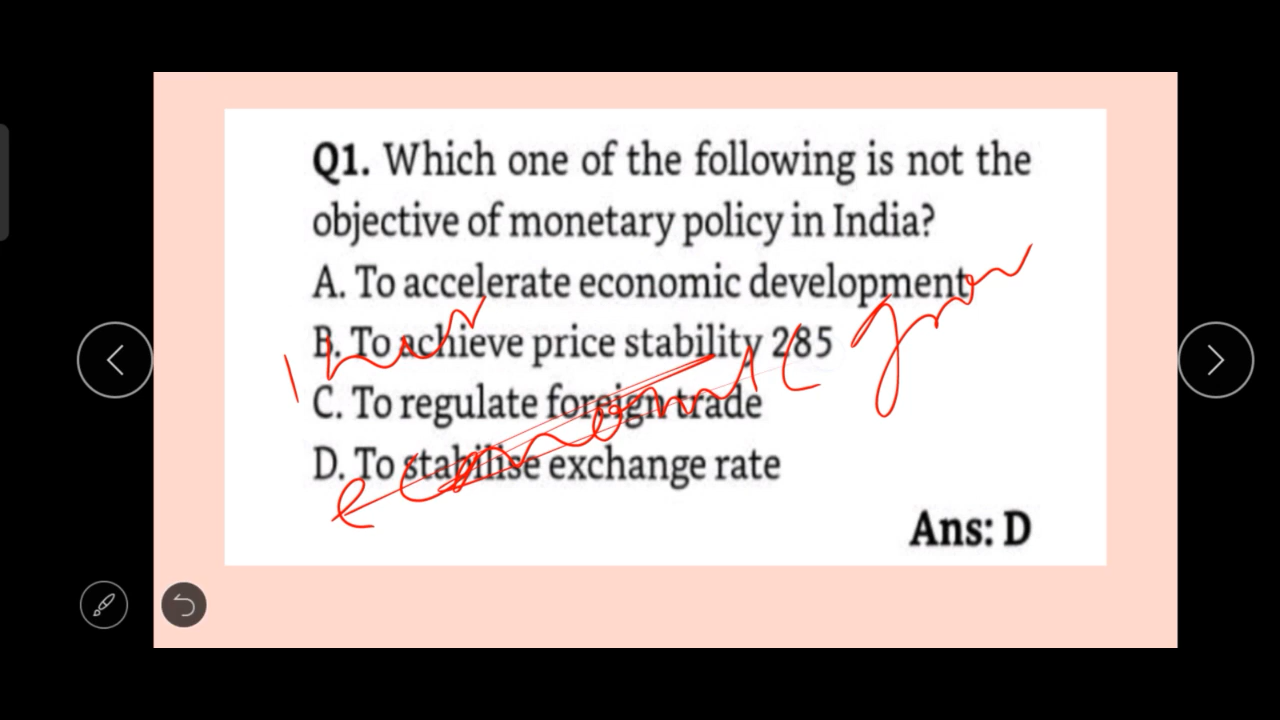 Q1. Which one of the following is not the
objective of monetary policy in India?
A. To accelerate economic development
B. To achieve price stability 285
C. To regulate foreign trade
D. To stabilise exchange rate
Ans: D